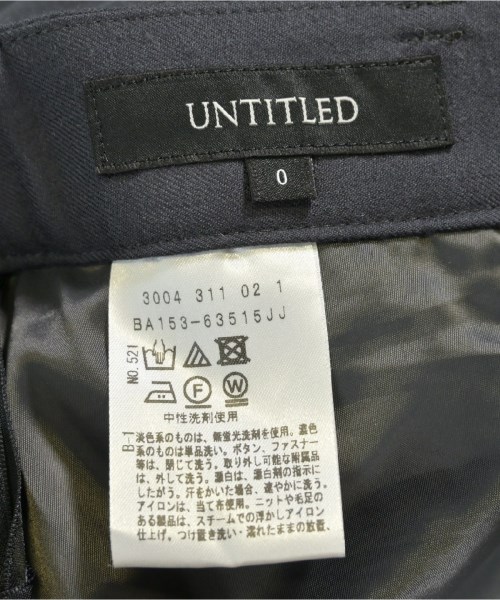 UNTITLED
0
3004 311 02 1
BA153-63515JJ
NO.521
F
W
中性洗剤使用
B-1
淡色系のものは、無蛍光洗剤を使用。濃色
系のものは単品洗い。ボタン、ファスナー
等は、閉じて洗う。取り外し可能な附属品
は、外して洗う。漂白は、漂白剤の指示に
したがう。汗をかいた場合、速やかに洗う。
アイロンは、当て布使用。ニットや毛足の
ある製品は、スチームでの浮かしアイロン
仕上げ。つけ置き洗い・濡れたままの放置、